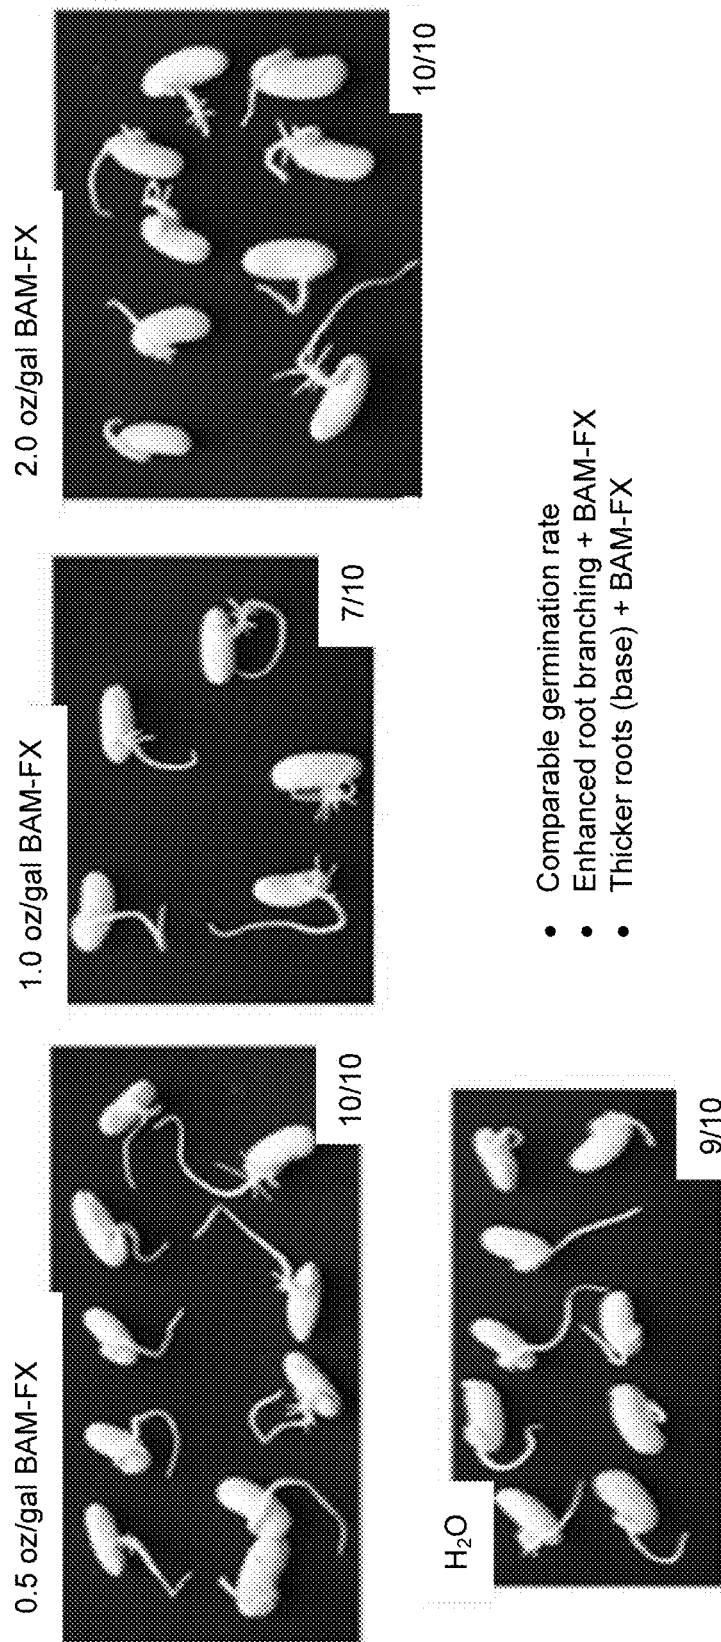 0.5 oz/gal BAM-FX
10/10
1.0 oz/gal BAM-FX
7/10
2.0 oz/gal BAM-FX
10/10
H₂O
9/10
• Comparable germination rate
• Enhanced root branching + BAM-FX
• Thicker roots (base) + BAM-FX